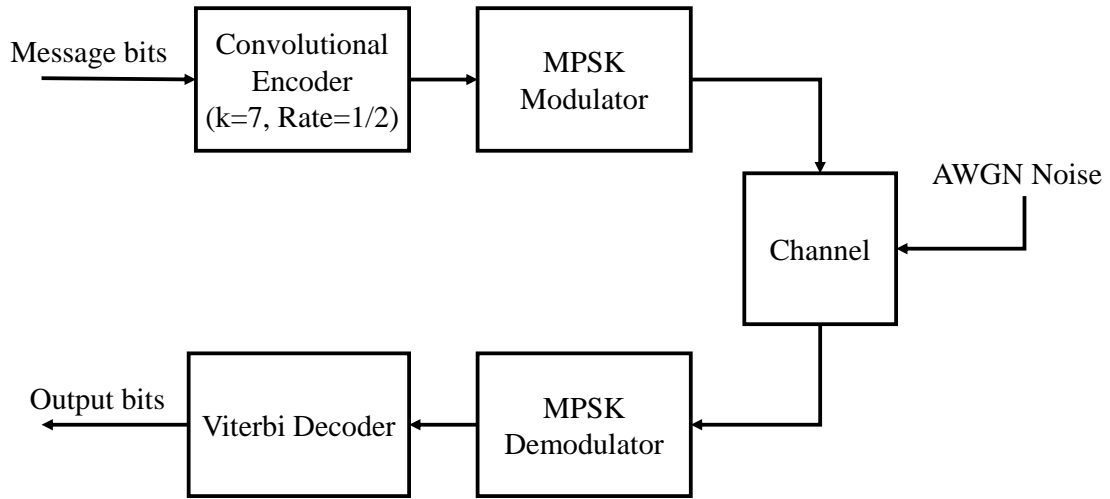 Message bits
Convolutional
Encoder
(k=7, Rate=1/2)
MPSK
Modulator
AWGN Noise
Channel
Output bits
Viterbi Decoder
MPSK
Demodulator